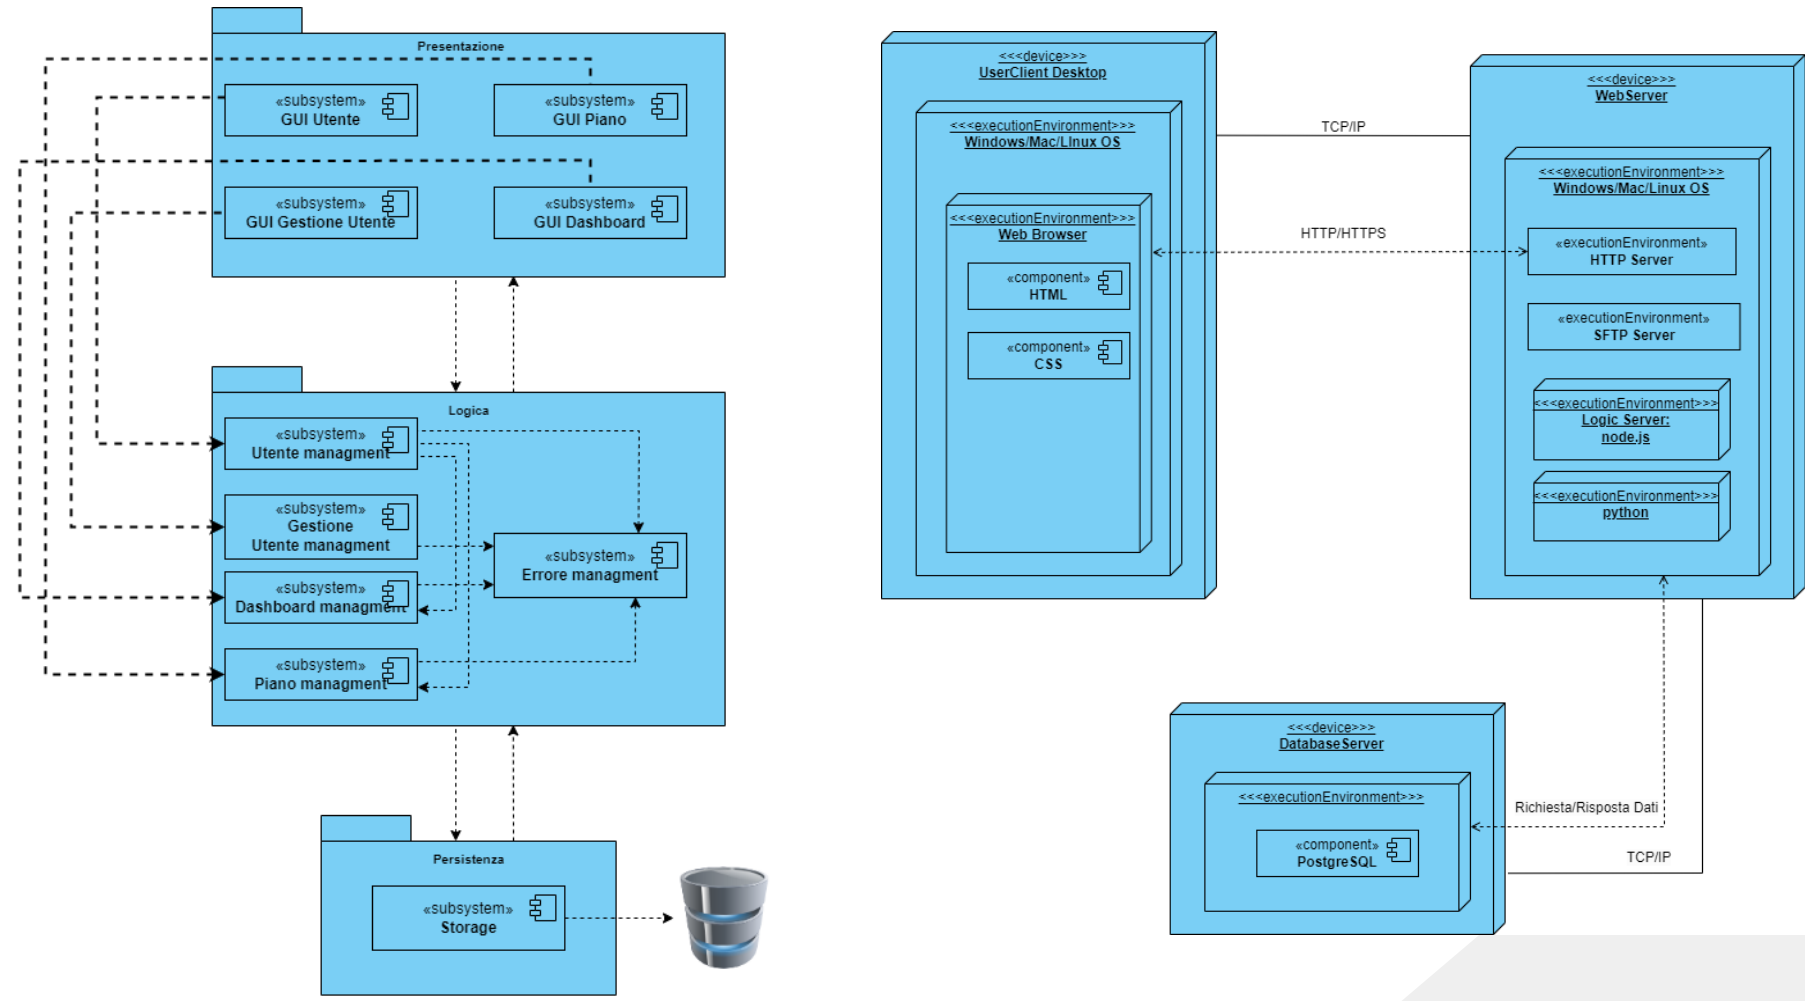 Presentazione
«subsystem»
GUI Utente
«subsystem»
GUI Piano
«subsystem»
GUI Gestione Utente
«subsystem»
GUI Dashboard
Logica
«subsystem»
Utente managment
«subsystem»
Gestione
Utente managment
«subsystem»
Dashboard managment
«subsystem»
Piano managment
«subsystem»
Errore managment
Persistenza
«subsystem»
Storage
<<<device>>>
UserClient Desktop
<<<executionEnvironment>>>
Windows/Mac/LInux OS
<<<executionEnvironment>>>
Web Browser
«component»
HTML
«component»
CSS
TCP/IP
HTTP/HTTPS
<<<device>>>
WebServer
<<<executionEnvironment>>>
Windows/Mac/Linux OS
«executionEnvironment»
HTTP Server
«executionEnvironment»
SFTP Server
<<<executionEnvironment>>>
Logic Server:
node.js
<<<executionEnvironment>>>
python
<<<device>>>
DatabaseServer
<<<executionEnvironment>>>
«component»
PostgreSQL
Richiesta/Risposta Dati
TCP/IP